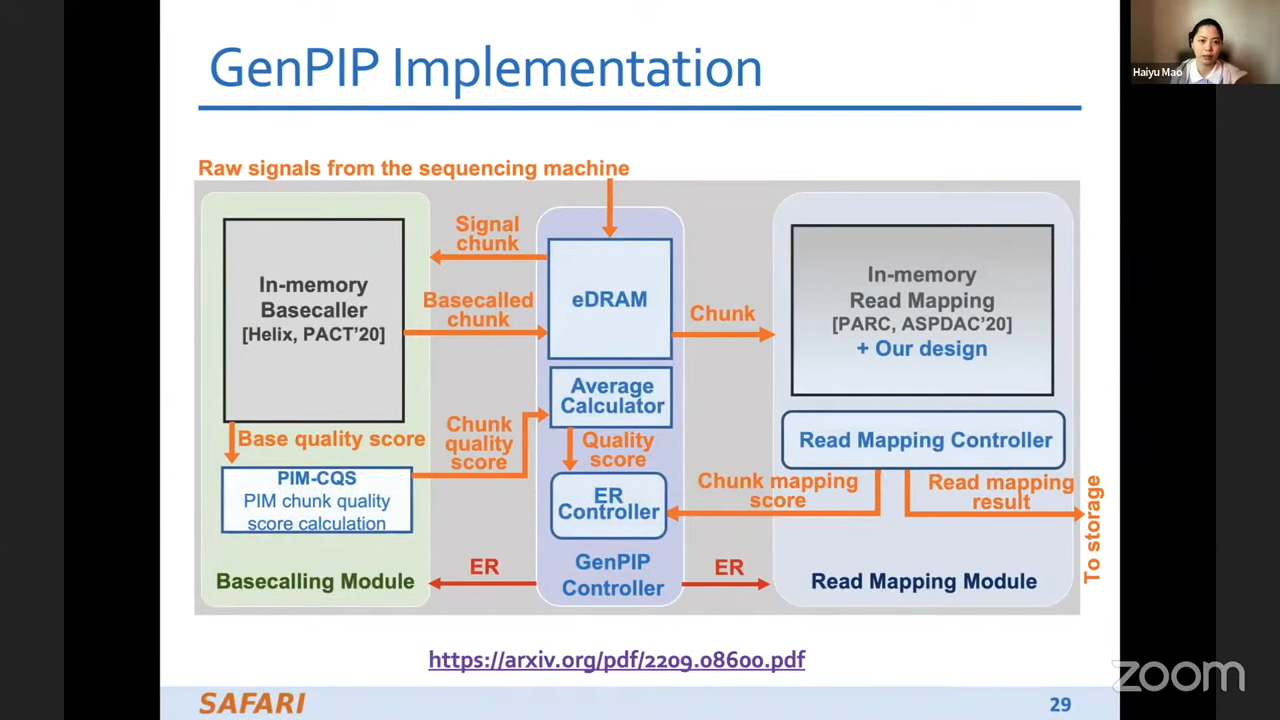 GenPIP Implementation
Haiyu Mao
Raw signals from the sequencing machine
Signal
chunk
In-memory
Basecaller
[Helix, PACT'20]
Basecalled
chunk
eDRAM
Chunk
In-memory
Read Mapping
[PARC, ASPDAC'20]
+ Our design
Average
Calculator
Base quality score
Chunk
quality
score
Quality
score
Read Mapping Controller
PIM-CQS
PIM chunk quality
score calculation
ER
Controller
Chunk mapping
score
Read mapping
result
To storage
Basecalling Module
ER
GenPIP
Controller
ER
Read Mapping Module
https://arxiv.org/pdf/2209.08600.pdf
zoom
SAFARI
29